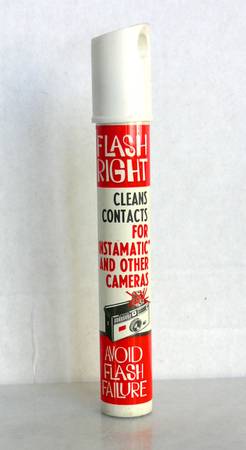 FLASH
RIGHT
CLEANS
CONTACTS
FOR
INSTAMATIC®
AND OTHER
CAMERAS
AVOID
FLASH
FAILURE